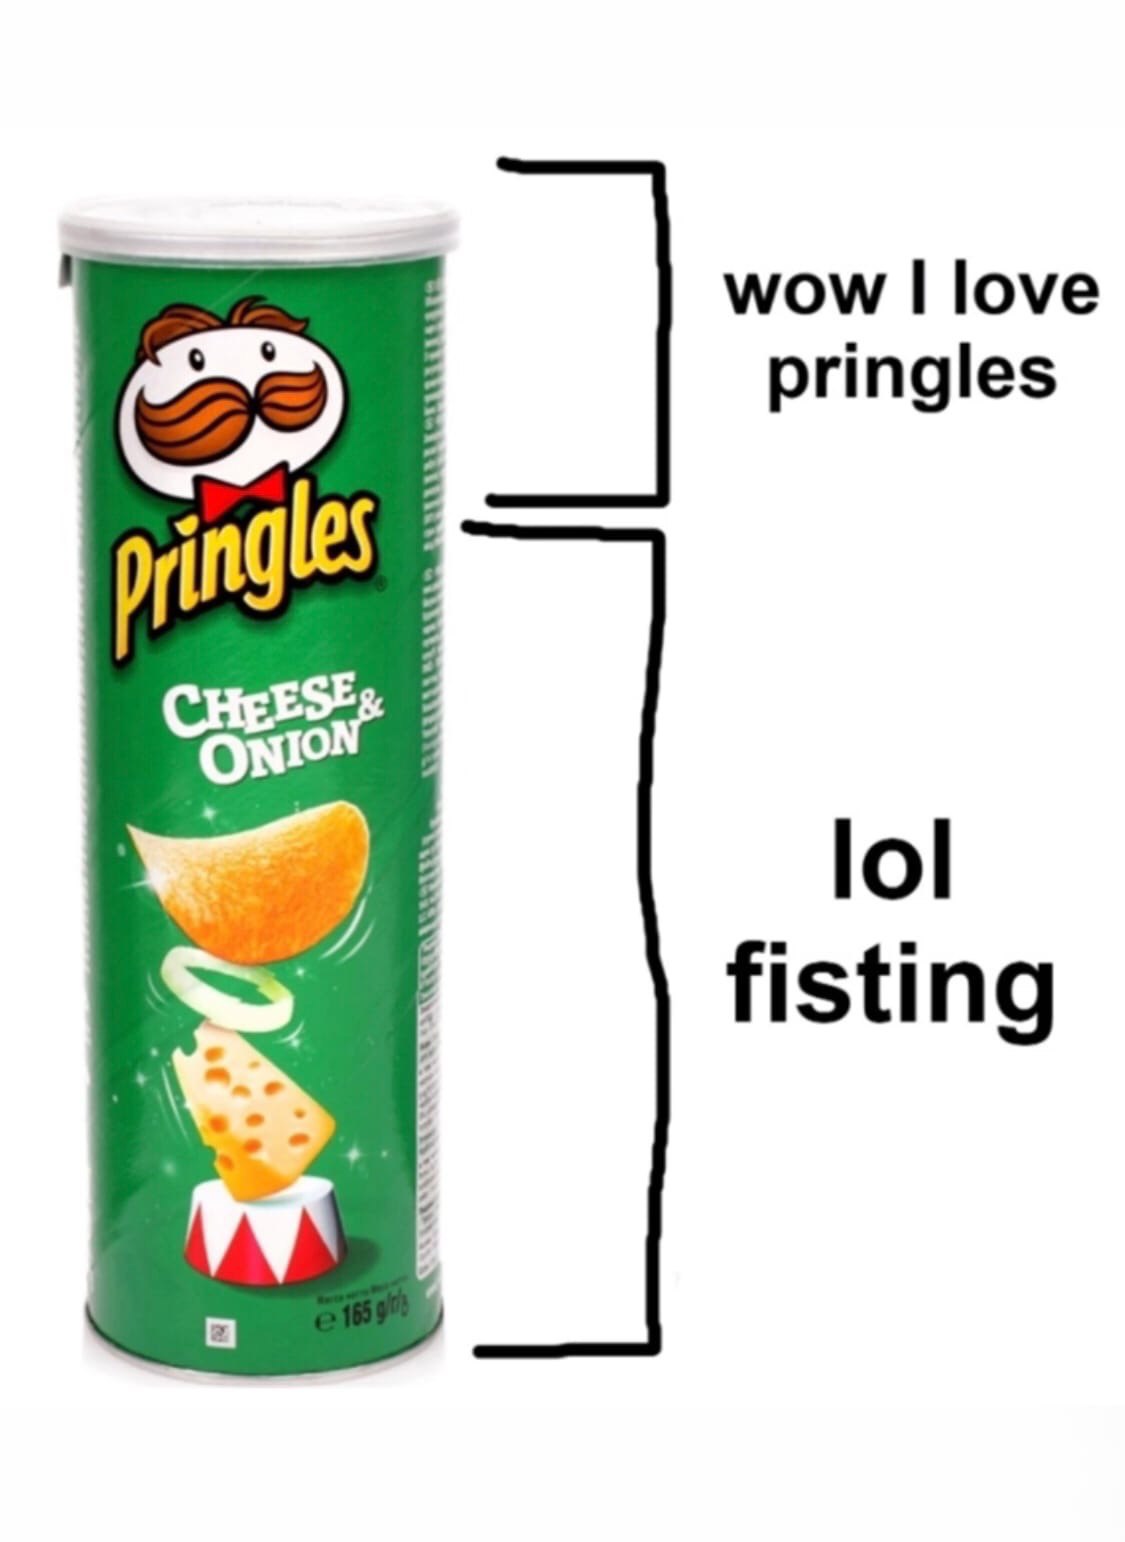 wow I love
pringles
Pringles
CHEESE &
ONION
lol
fisting
e 165 g/r/b